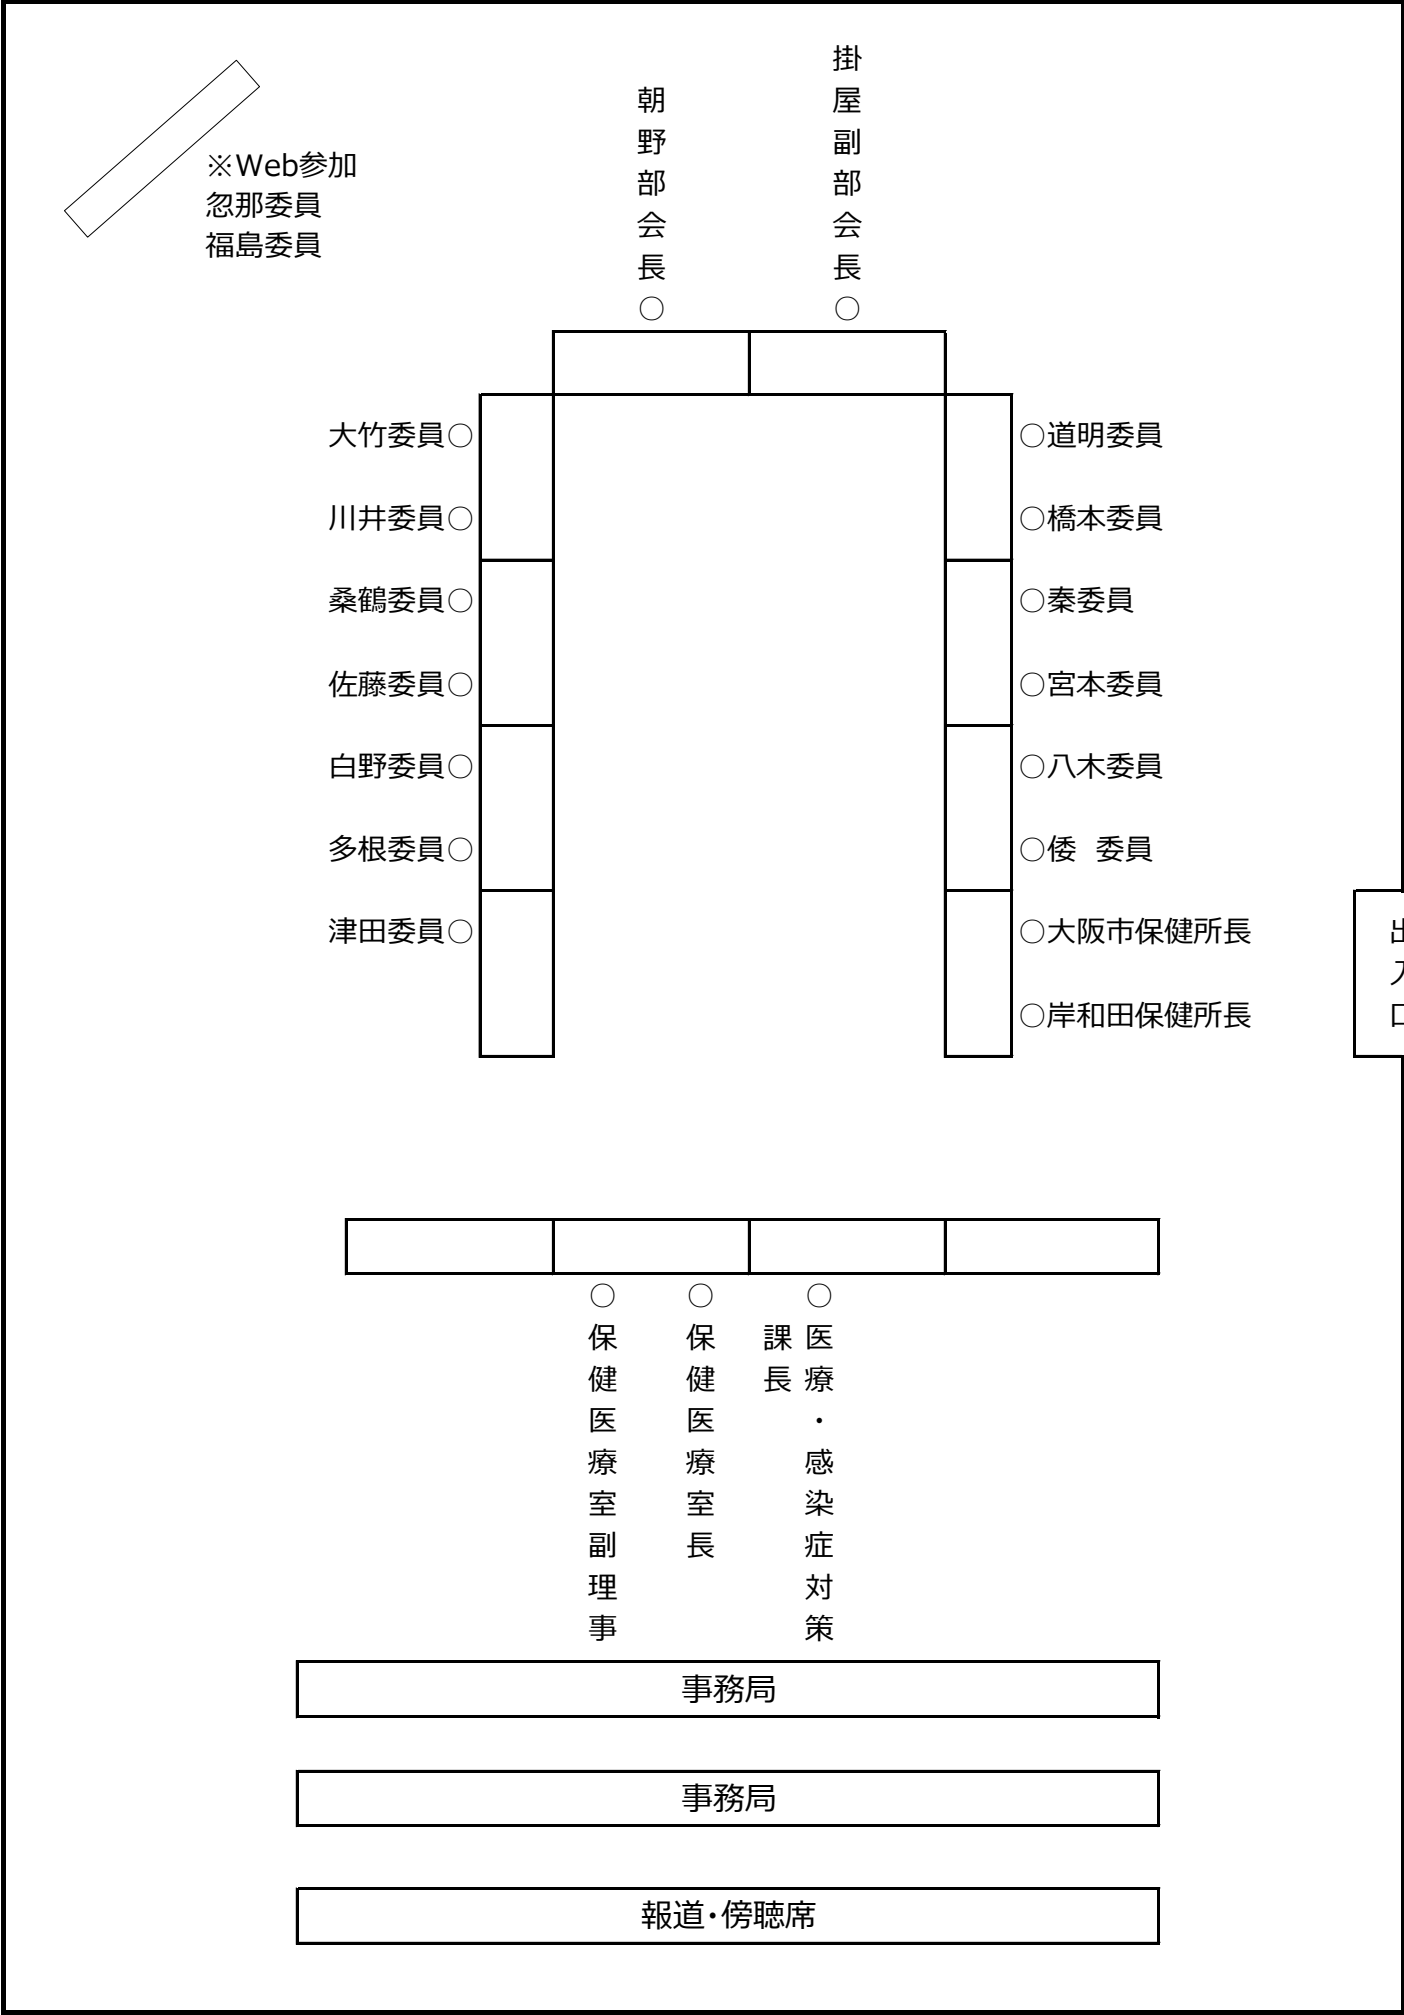 掛屋副部会長○
朝野部会長○
※Web参加
忽那委員
福島委員
大竹委員○
○道明委員
川井委員○
○橋本委員
桑鶴委員○
○秦委員
佐藤委員○
○宮本委員
白野委員○
○八木委員
多根委員○
○倭 委員
津田委員○
○大阪市保健所長
○岸和田保健所長
出入口
○医療・感染症対策
課長
○保健医療室長
○保健医療室副理事
事務局
事務局
報道・傍聴席